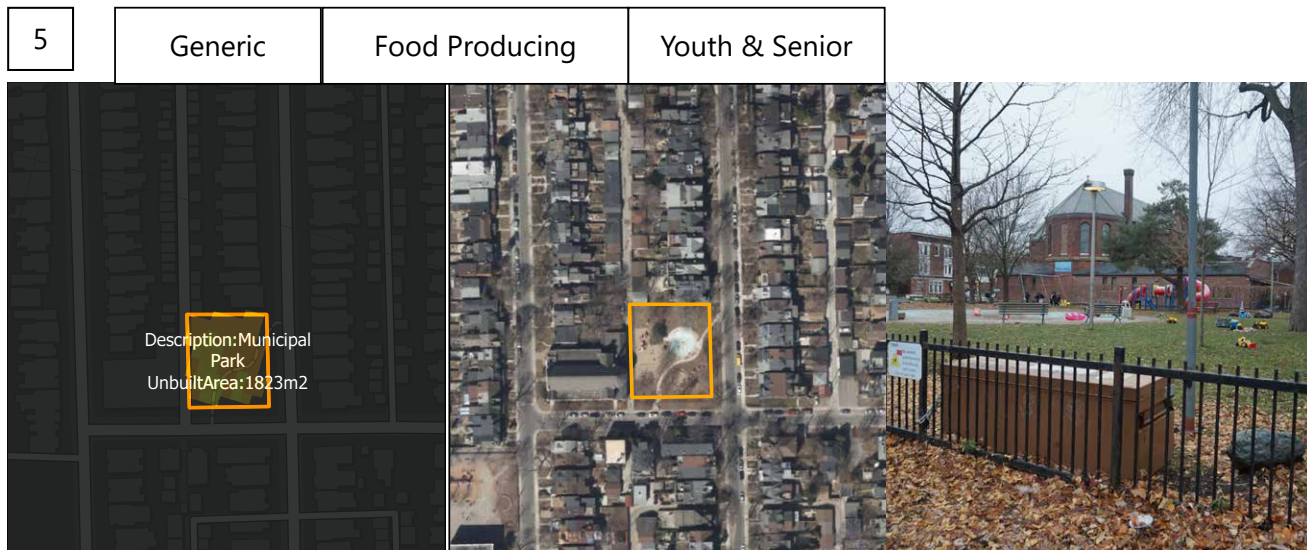 5
Generic
Food Producing
Youth & Senior
Description:Municipal
Park
UnbuiltArea:1823m2